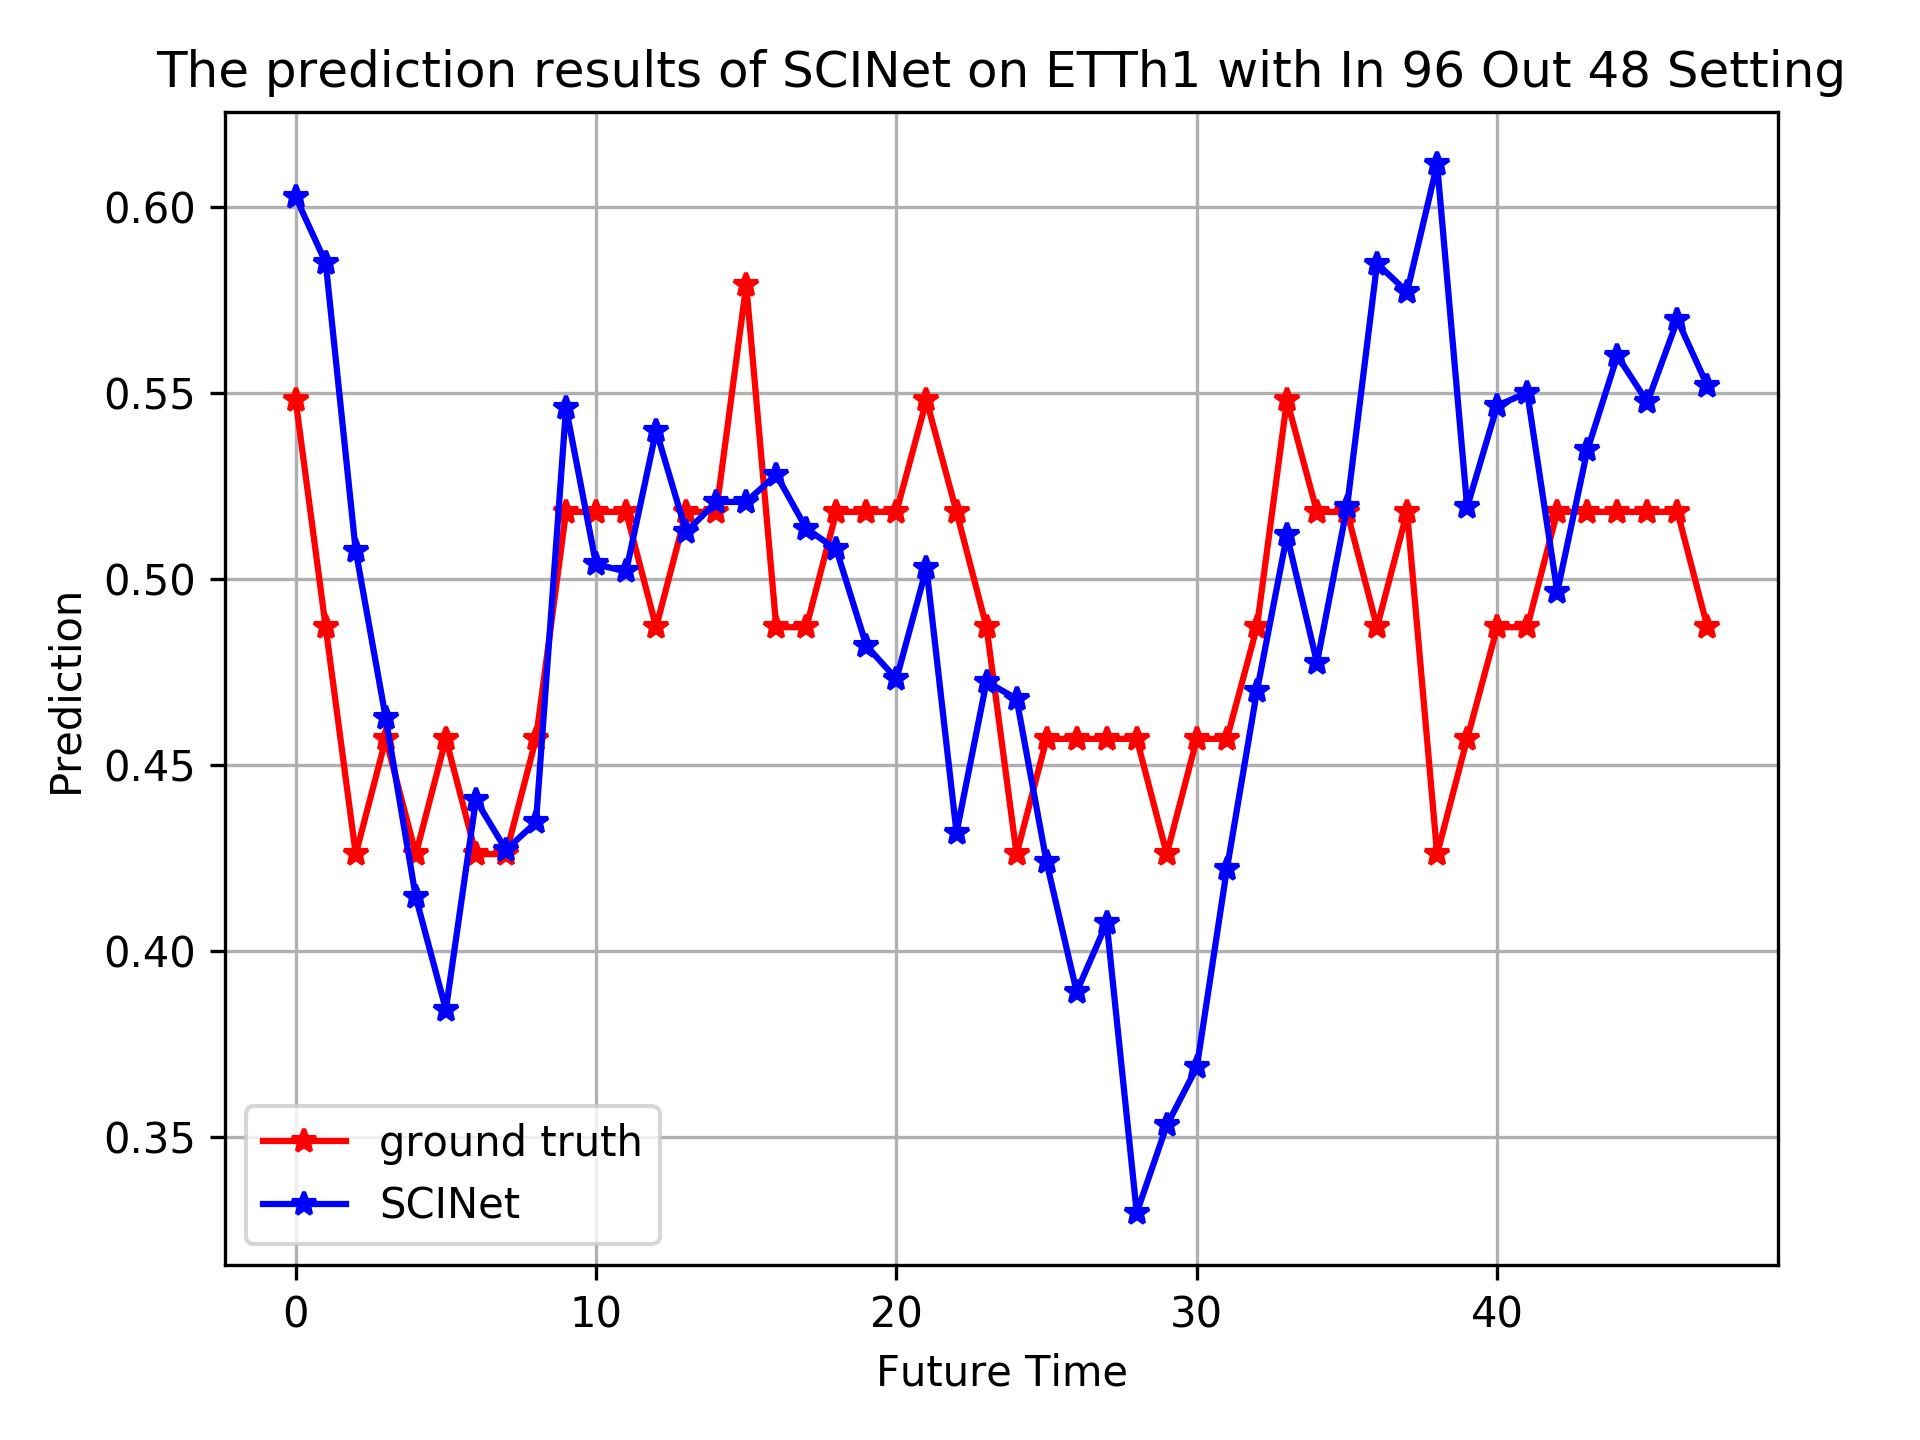 The prediction results of SCINet on ETTh1 with In 96 Out 48 Setting
0.60
0.55
0.50
0.45
0.40
0.35
Prediction
ground truth
SCINet
0 10 20 30 40
Future Time